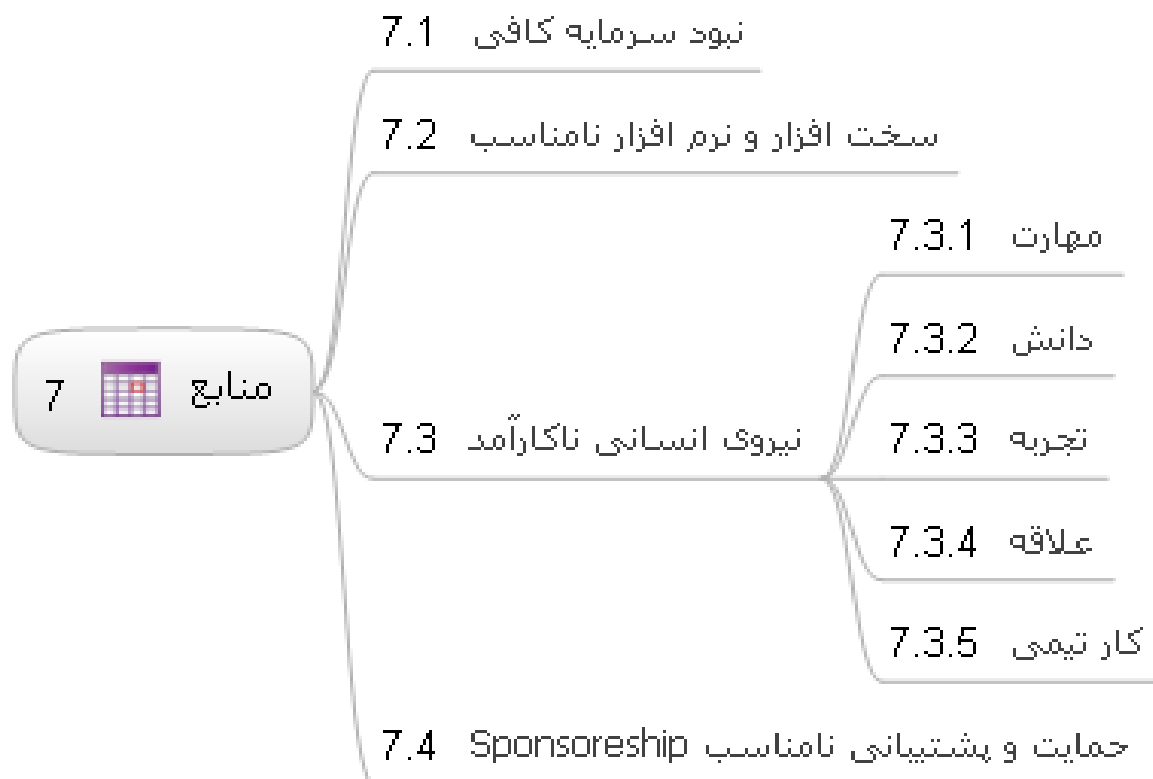 7 منابع
7.1 نبود سرمایه کافی
7.2 سخت افزار و نرم افزار نامناسب
7.3 نیروی انسانی ناکارآمد
7.3.1 مهارت
7.3.2 دانش
7.3.3 تجربه
7.3.4 علاقه
7.3.5 کار تیمی
7.4 حمایت و پشتیبانی نامناسب Sponsoreship